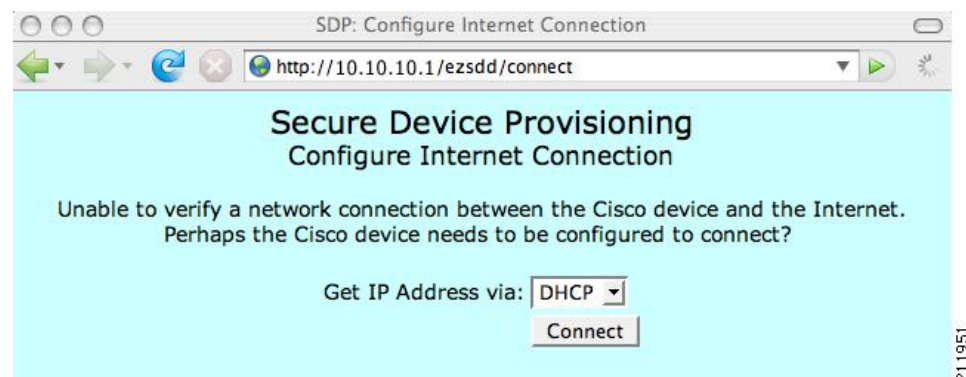 SDP: Configure Internet Connection
http://10.10.10.1/ezsdd/connect
Secure Device Provisioning
Configure Internet Connection
Unable to verify a network connection between the Cisco device and the Internet.
Perhaps the Cisco device needs to be configured to connect?
Get IP Address via: DHCP
Connect